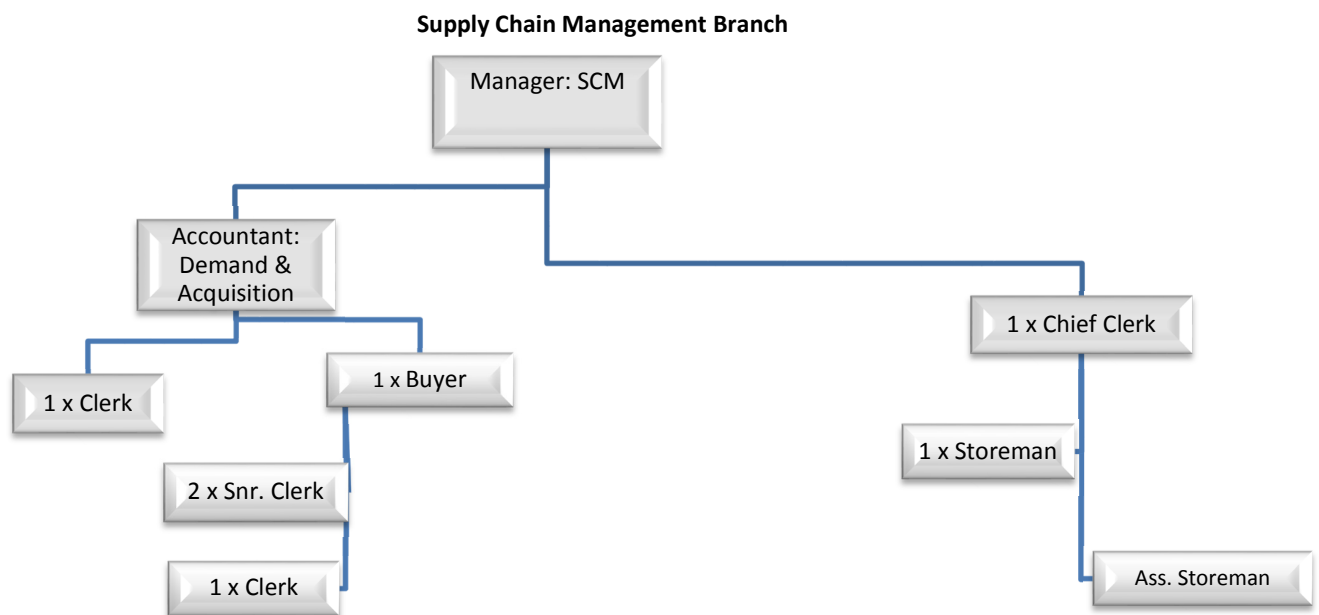 Supply Chain Management Branch
Manager: SCM
Accountant:
Demand &
Acquisition
1 x Chief Clerk
1 x Clerk
1 x Buyer
1 x Storeman
2 x Snr. Clerk
1 x Clerk
Ass. Storeman